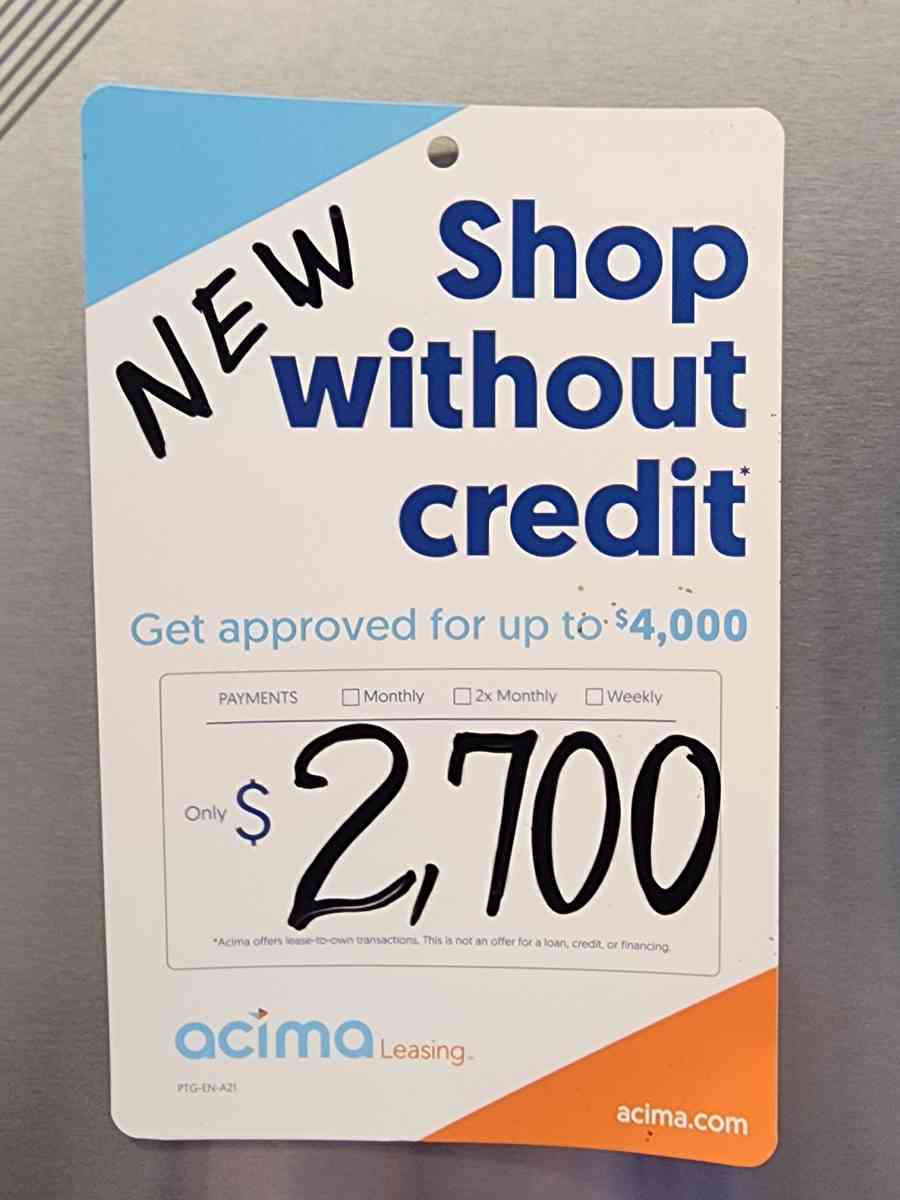 NEW
Shop
without
credit*
Get approved for up to $4,000
PAYMENTS ☐ Monthly ☐ 2x Monthly ☐ Weekly
Only $ 2,700
*Acima offers lease-to-own transactions. This is not an offer for a loan, credit, or financing.
acima Leasing™
PTG-EN-A21
acima.com